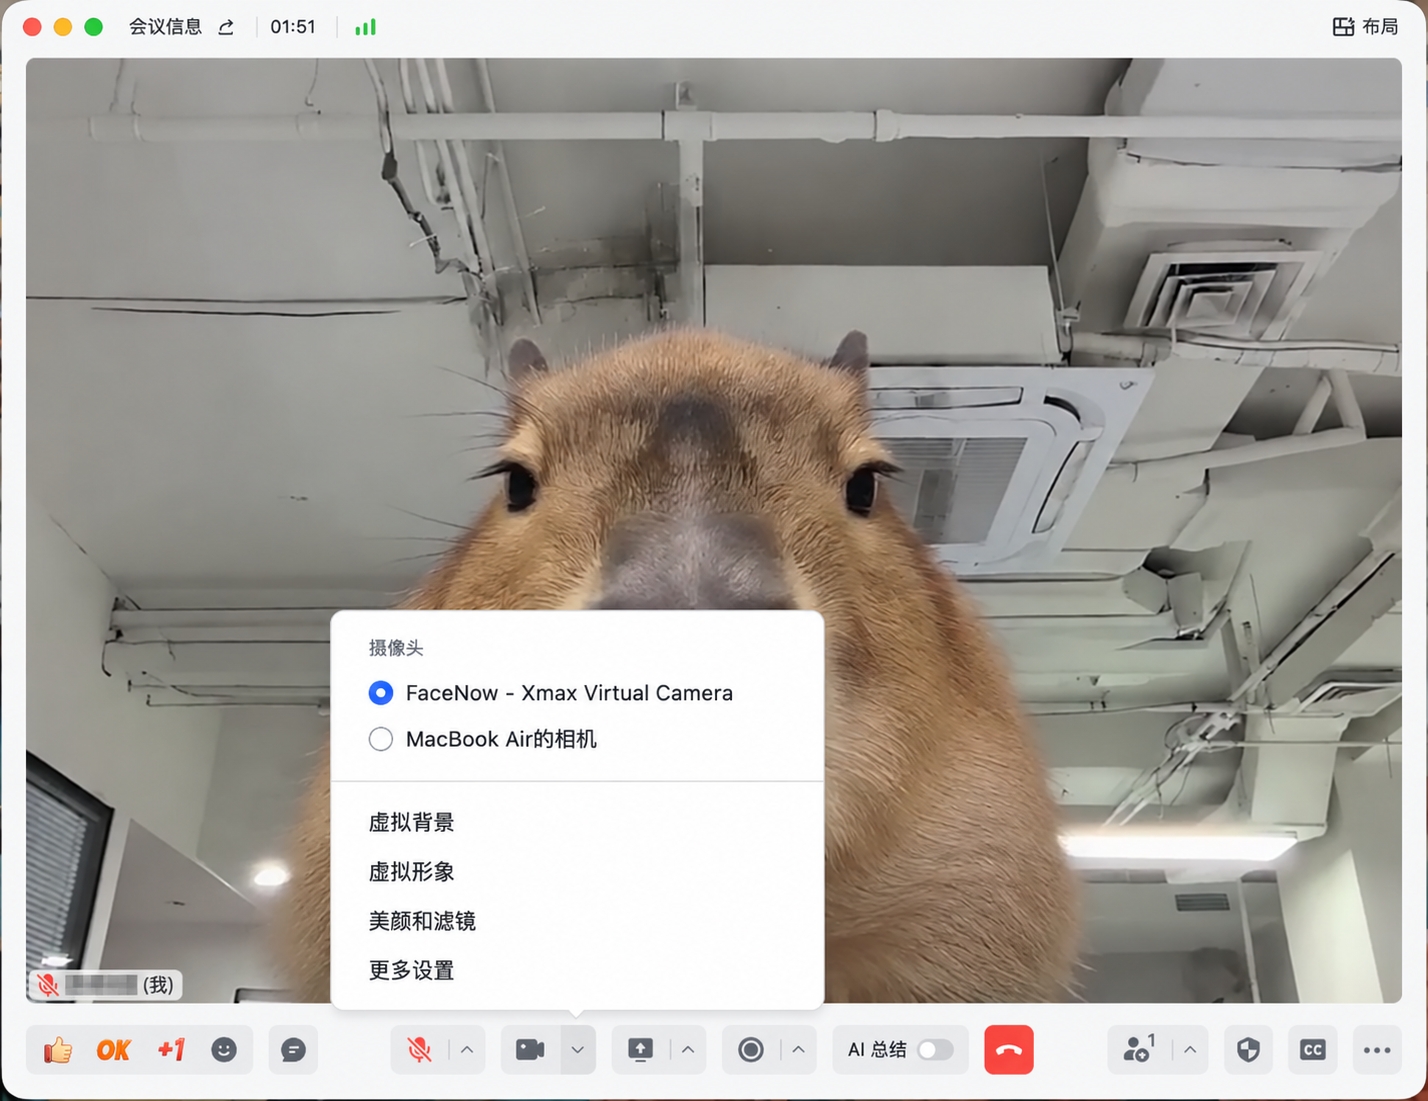 会议信息
01:51
布局
摄像头
FaceNow - Xmax Virtual Camera
MacBook Air的相机
虚拟背景
虚拟形象
美颜和滤镜
更多设置
(我)
OK
+1
AI 总结
1
CC